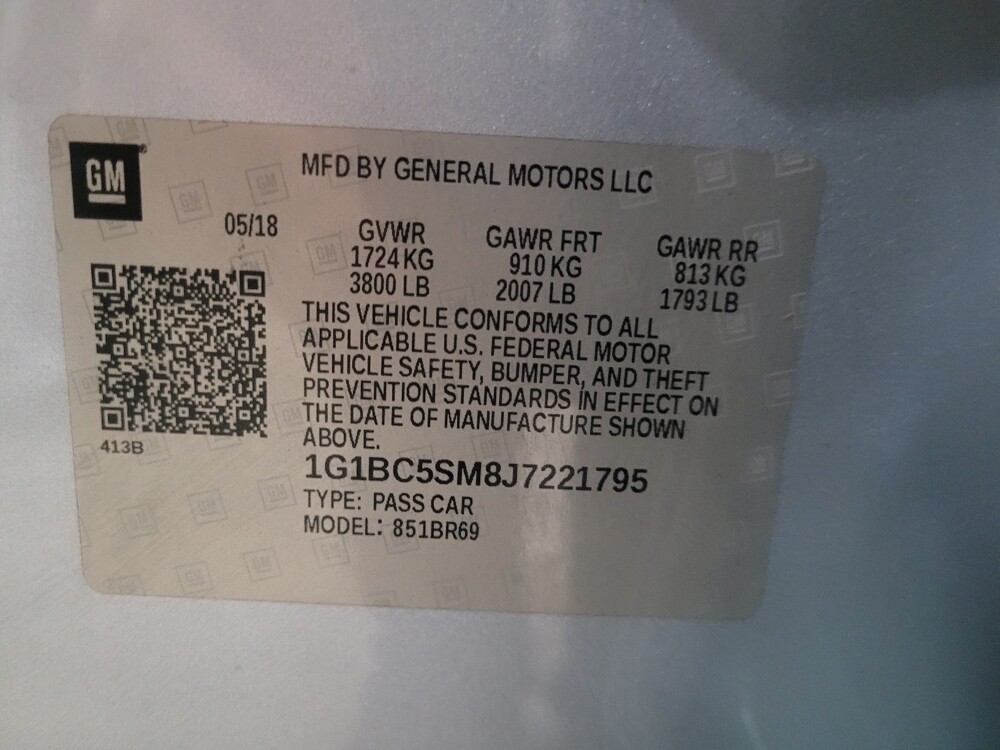 GM
MFD BY GENERAL MOTORS LLC
05/18
GVWR GAWR FRT GAWR RR
1724 KG 910 KG 813 KG
3800 LB 2007 LB 1793 LB
THIS VEHICLE CONFORMS TO ALL
APPLICABLE U.S. FEDERAL MOTOR
VEHICLE SAFETY, BUMPER, AND THEFT
PREVENTION STANDARDS IN EFFECT ON
THE DATE OF MANUFACTURE SHOWN
ABOVE.
413B
1G1BC5SM8J7221795
TYPE: PASS CAR
MODEL: 851BR69